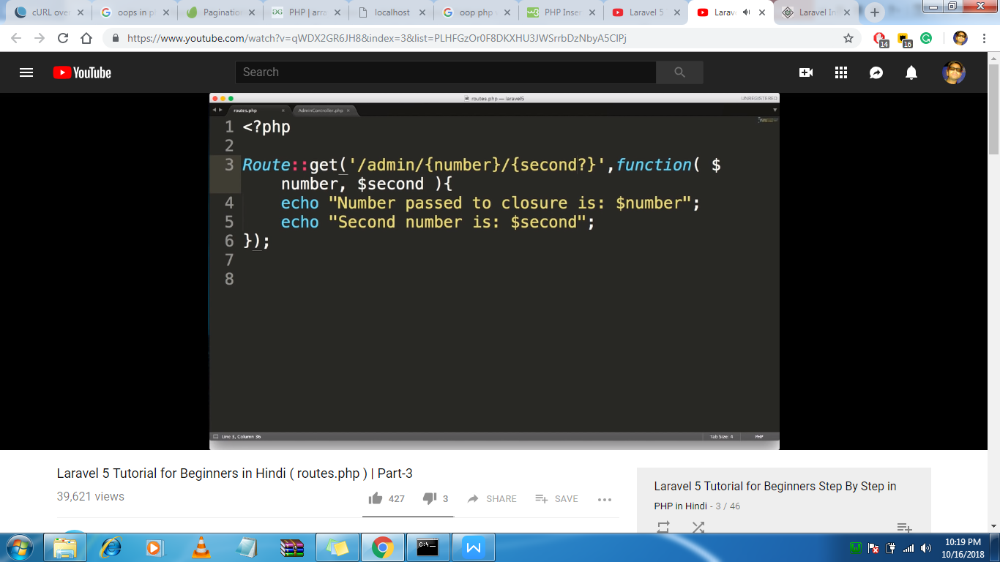 cURL over
oops in ph
Pagination
PHP | arra
localhost
oop php
PHP Inser
Laravel 5
Larav
Laravel In
https://www.youtube.com/watch?v=qWDX2GR6JH8&index=3&list=PLHFGzOr0F8DKXHU3JWSrrbDzNbyA5ClPj
14
16
YouTube
Search
routes.php — laravel5
UNREGISTERED
routes.php
AdminController.php
1 <?php
2
3 Route::get('/admin/{number}/{second?}',function( $
number, $second ){
4 echo "Number passed to closure is: $number";
5 echo "Second number is: $second";
6 });
7
8
Line 3, Column 36
Tab Size: 4
PHP
Laravel 5 Tutorial for Beginners in Hindi ( routes.php ) | Part-3
39,621 views
427
3
SHARE
SAVE
Laravel 5 Tutorial for Beginners Step By Step in
PHP in Hindi - 3 / 46
10:19 PM
10/16/2018